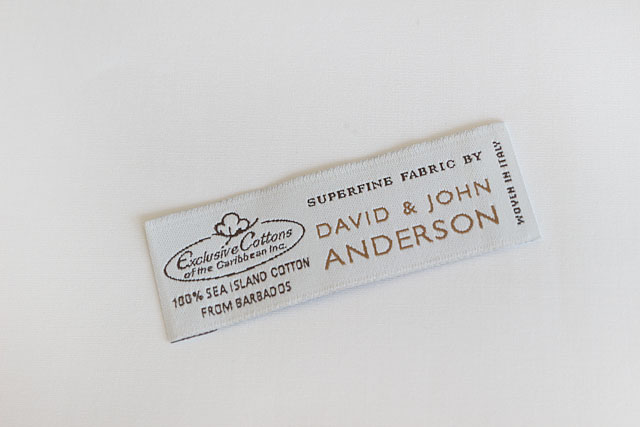 Exclusive Cottons
of the Caribbean Inc.
100% SEA ISLAND COTTON
FROM BARBADOS
SUPERFINE FABRIC BY
DAVID & JOHN
ANDERSON
WOVEN IN ITALY